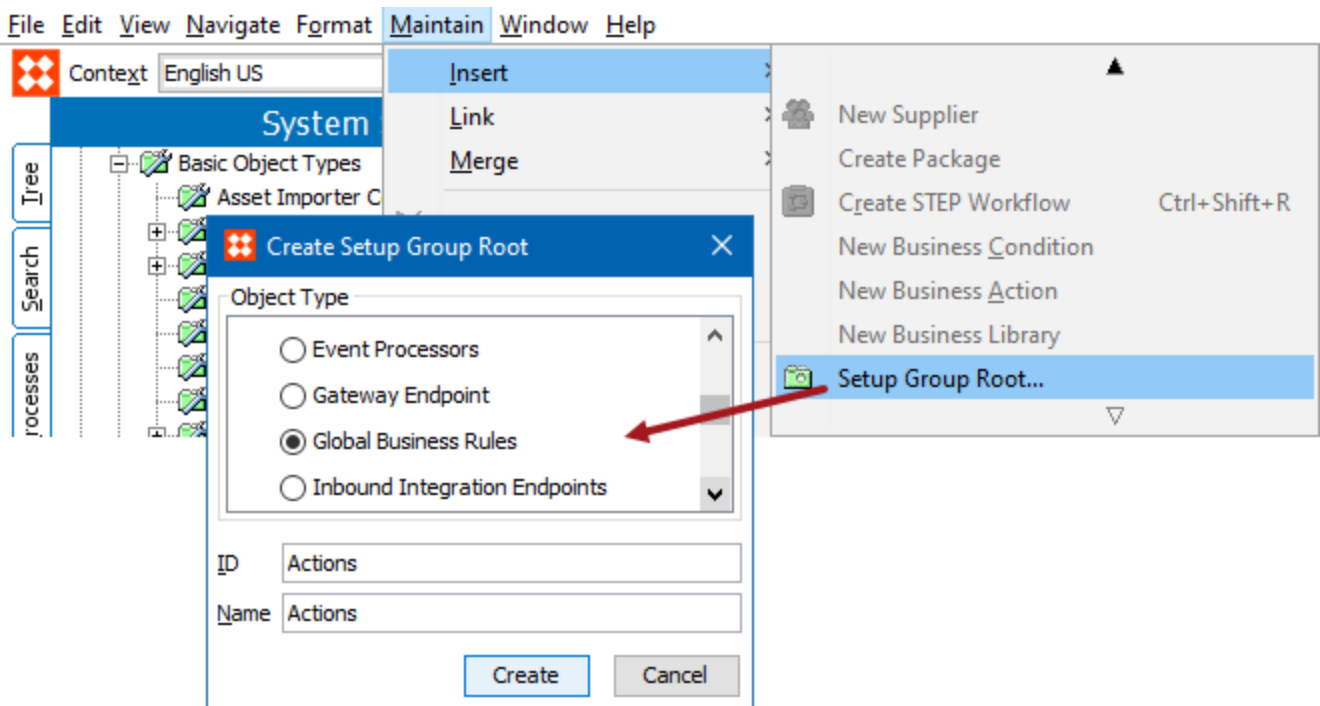 File Edit View Navigate Format Maintain Window Help
Context English US
System
Tree
Search
rocesses
Basic Object Types
Asset Importer C
Insert
Link
Merge
New Supplier
Create Package
Create STEP Workflow Ctrl+Shift+R
New Business Condition
New Business Action
New Business Library
Setup Group Root...
Create Setup Group Root
Object Type
Event Processors
Gateway Endpoint
Global Business Rules
Inbound Integration Endpoints
ID Actions
Name Actions
Create Cancel